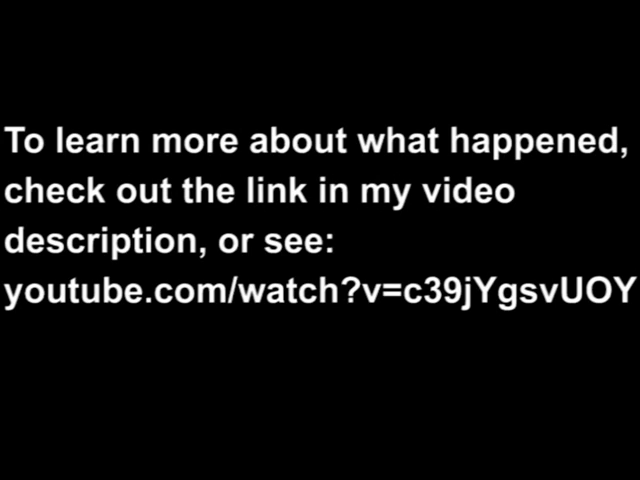 To learn more about what happened,
check out the link in my video
description, or see:
youtube.com/watch?v=c39jYgsvUOY